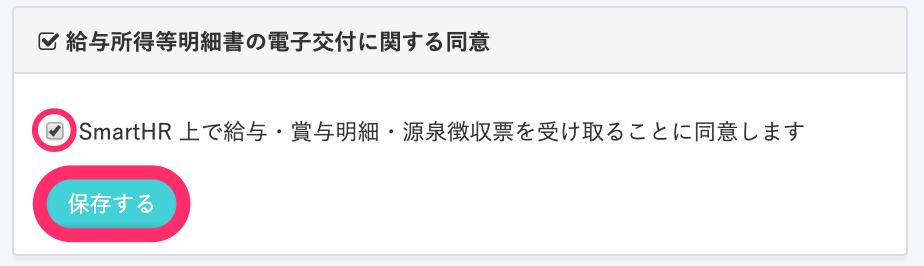 給与所得等明細書の電子交付に関する同意
SmartHR 上で給与・賞与明細・源泉徴収票を受け取ることに同意します
保存する